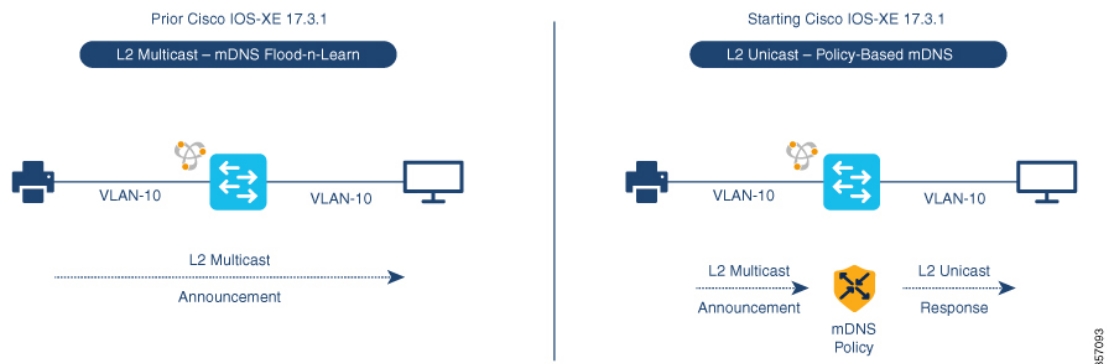 Prior Cisco IOS-XE 17.3.1
L2 Multicast – mDNS Flood-n-Learn
VLAN-10
VLAN-10
L2 Multicast
Announcement
Starting Cisco IOS-XE 17.3.1
L2 Unicast – Policy-Based mDNS
VLAN-10
VLAN-10
L2 Multicast
Announcement
mDNS
Policy
L2 Unicast
Response